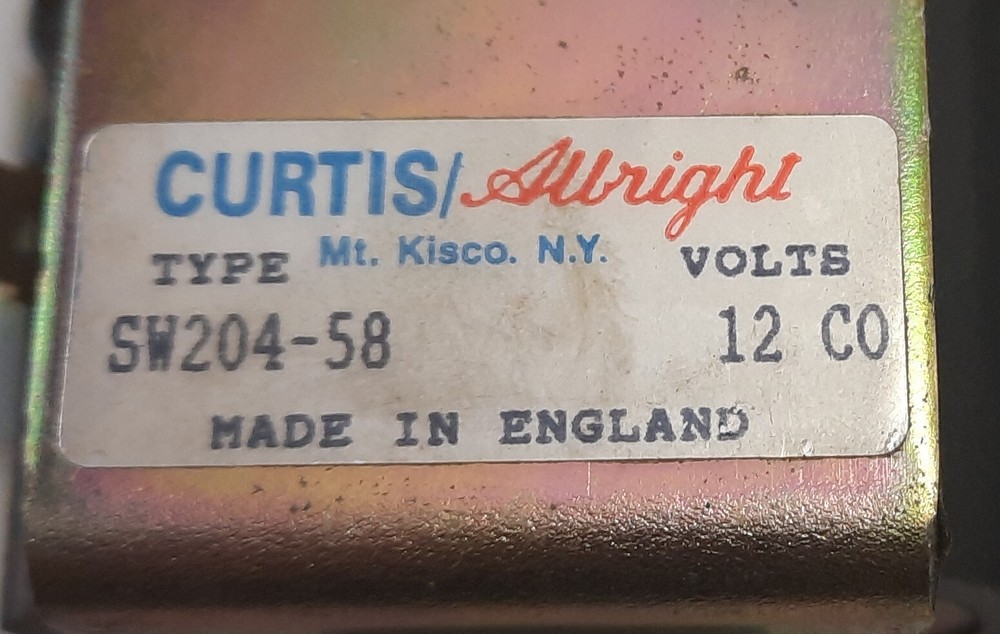 CURTIS/Albright
TYPE Mt. Kisco. N.Y. VOLTS
SW204-58 12 CO
MADE IN ENGLAND